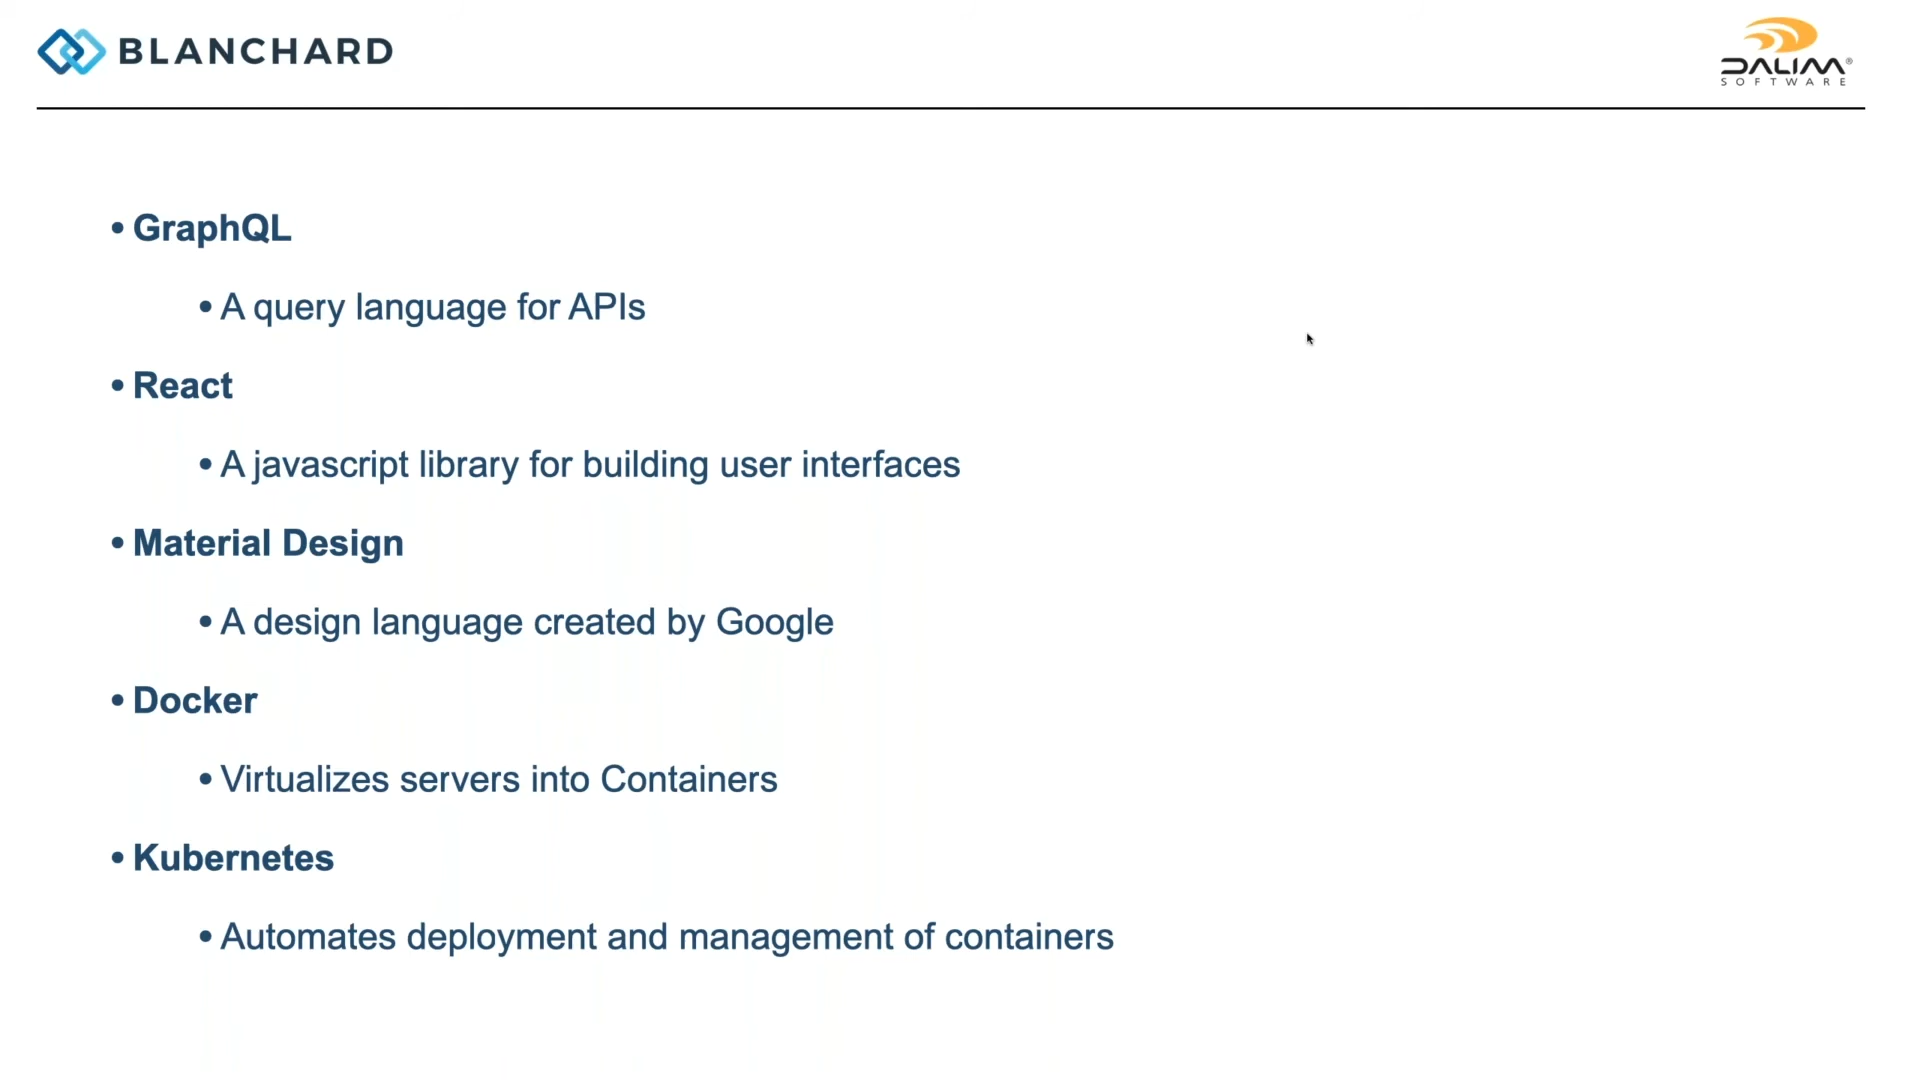 BLANCHARD
DALIM®
SOFTWARE
• GraphQL
• A query language for APIs
• React
• A javascript library for building user interfaces
• Material Design
• A design language created by Google
• Docker
• Virtualizes servers into Containers
• Kubernetes
• Automates deployment and management of containers